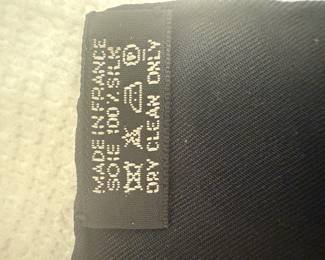 MADE IN FRANCE
SOIE 100% SILK
DRY CLEAN ONLY